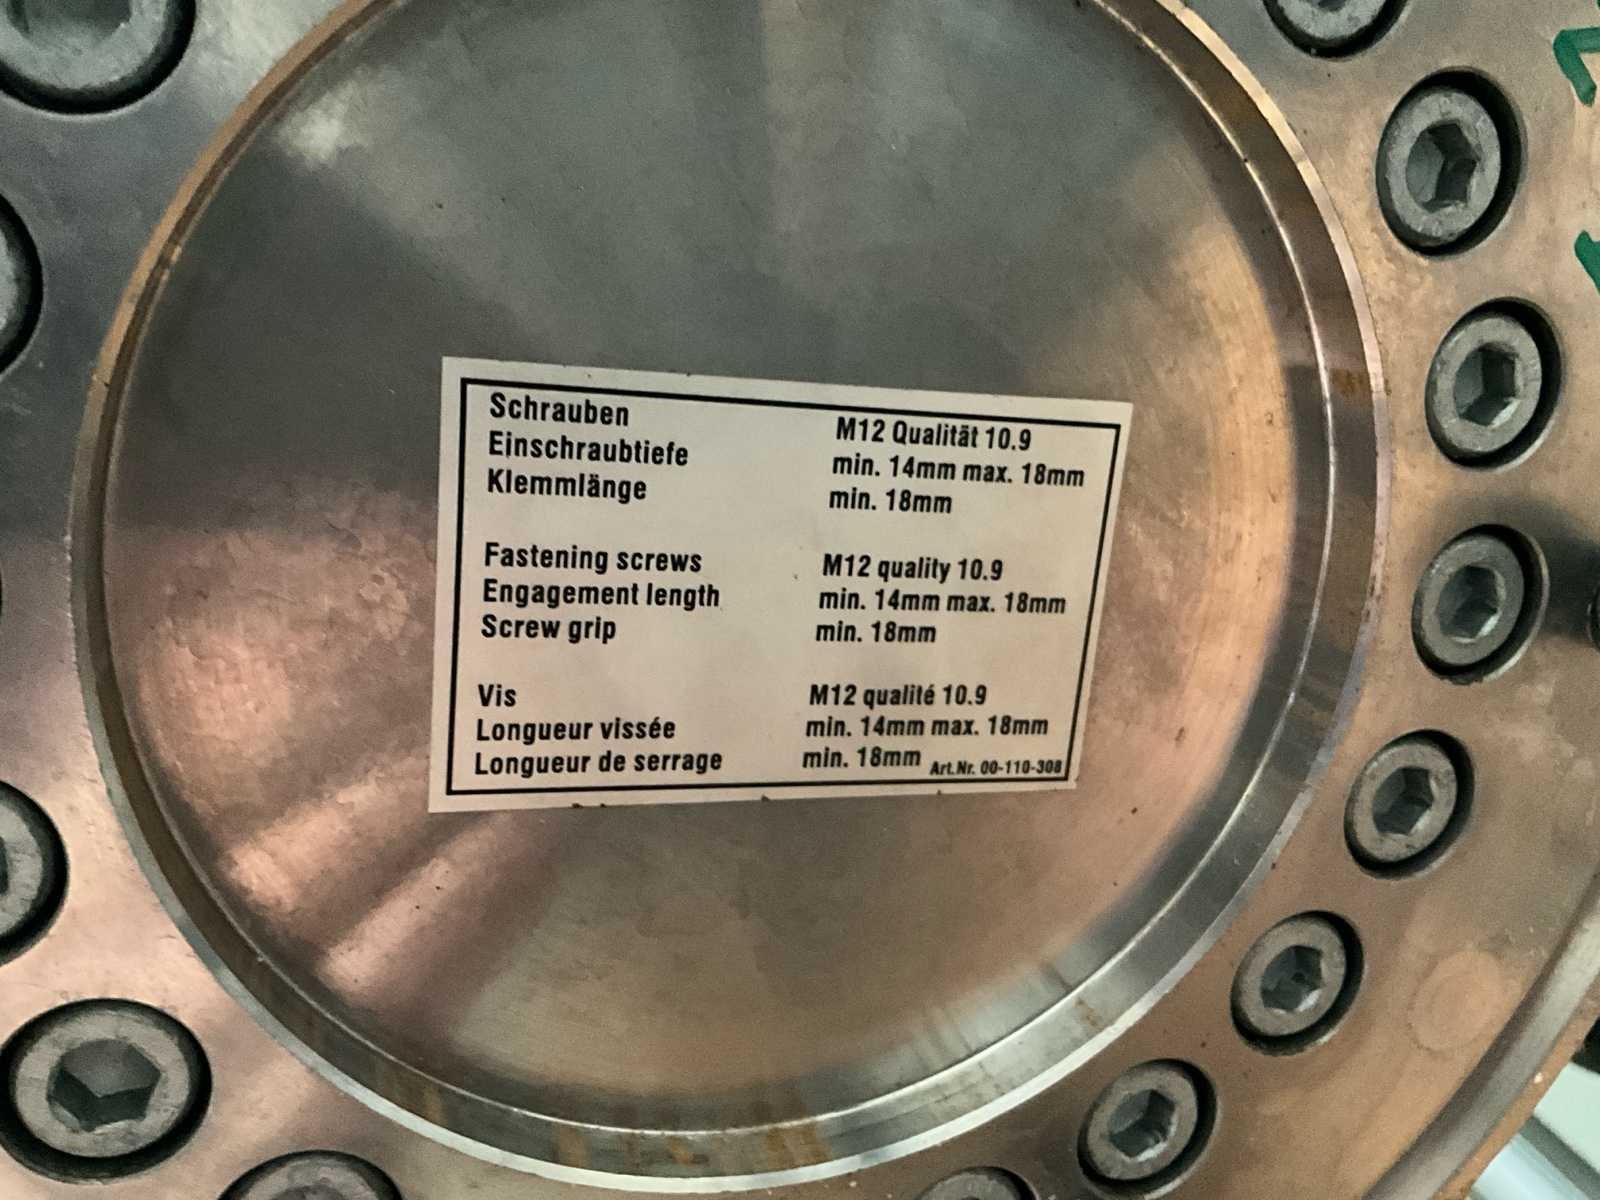 Schrauben M12 Qualität 10.9
Einschraubtiefe min. 14mm max. 18mm
Klemmlänge min. 18mm
Fastening screws M12 quality 10.9
Engagement length min. 14mm max. 18mm
Screw grip min. 18mm
Vis M12 qualité 10.9
Longueur vissée min. 14mm max. 18mm
Longueur de serrage min. 18mm Art.Nr. 00-110-308